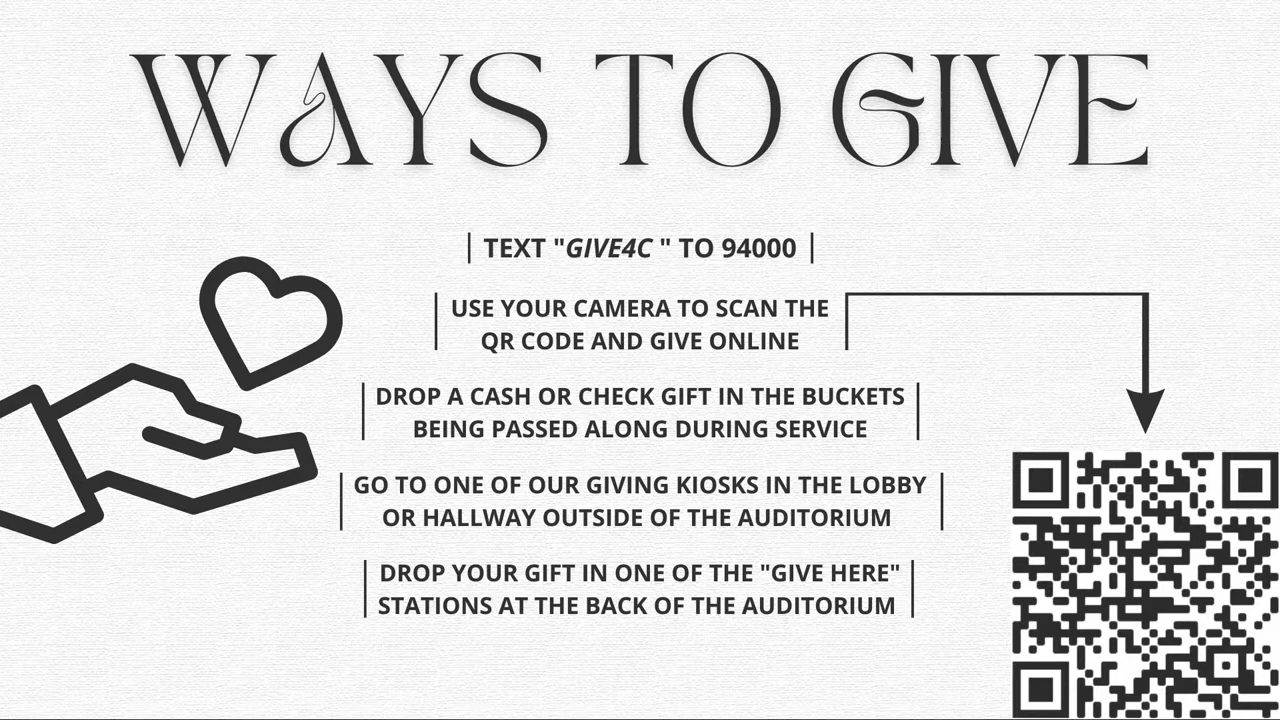 WAYS TO GIVE
TEXT "GIVE4C " TO 94000
USE YOUR CAMERA TO SCAN THE
QR CODE AND GIVE ONLINE
DROP A CASH OR CHECK GIFT IN THE BUCKETS
BEING PASSED ALONG DURING SERVICE
GO TO ONE OF OUR GIVING KIOSKS IN THE LOBBY
OR HALLWAY OUTSIDE OF THE AUDITORIUM
DROP YOUR GIFT IN ONE OF THE "GIVE HERE"
STATIONS AT THE BACK OF THE AUDITORIUM